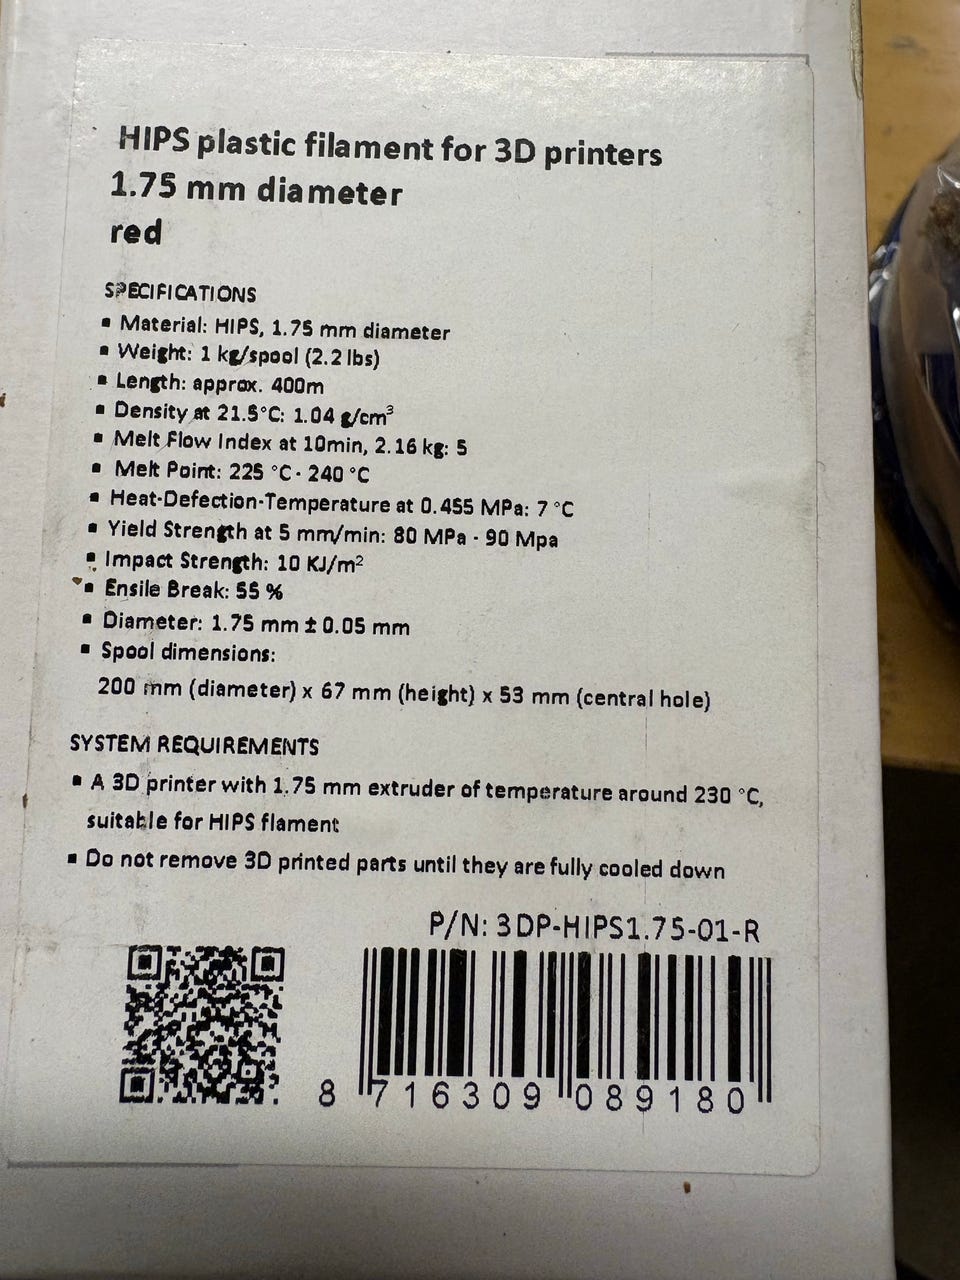 HIPS plastic filament for 3D printers
1.75 mm diameter
red
SPECIFICATIONS
▪ Material: HIPS, 1.75 mm diameter
▪ Weight: 1 kg/spool (2.2 lbs)
▪ Length: approx. 400m
▪ Density at 21.5°C: 1.04 g/cm³
▪ Melt Flow Index at 10min, 2.16 kg: 5
▪ Melt Point: 225 °C - 240 °C
▪ Heat-Defection-Temperature at 0.455 MPa: 7 °C
▪ Yield Strength at 5 mm/min: 80 MPa - 90 Mpa
▪ Impact Strength: 10 KJ/m²
▪ Ensile Break: 55 %
▪ Diameter: 1.75 mm ± 0.05 mm
▪ Spool dimensions:
200 mm (diameter) x 67 mm (height) x 53 mm (central hole)
SYSTEM REQUIREMENTS
▪ A 3D printer with 1.75 mm extruder of temperature around 230 °C,
suitable for HIPS flament
▪ Do not remove 3D printed parts until they are fully cooled down
P/N: 3DP-HIPS1.75-01-R
8 716309 089180